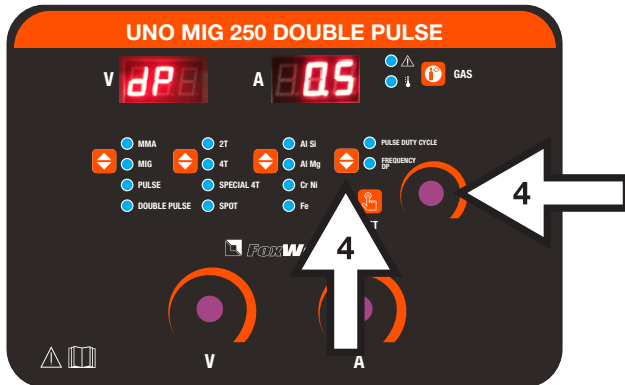 UNO MIG 250 DOUBLE PULSE
V dP A 0.5 GAS
MMA 2T Al Si PULSE DUTY CYCLE
MIG 4T Al Mg FREQUENCY
DP
PULSE SPECIAL 4T Cr Ni
DOUBLE PULSE SPOT Fe
4
4
V A